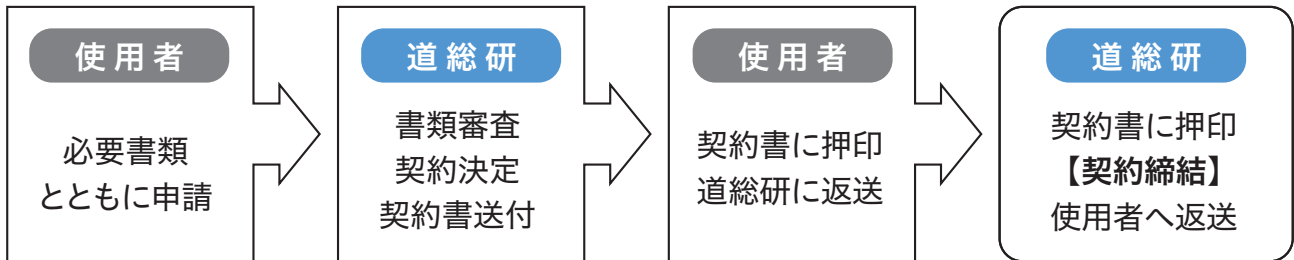 使用者
必要書類
とともに申請
道総研
書類審査
契約決定
契約書送付
使用者
契約書に押印
道総研に返送
道総研
契約書に押印
【契約締結】
使用者へ返送